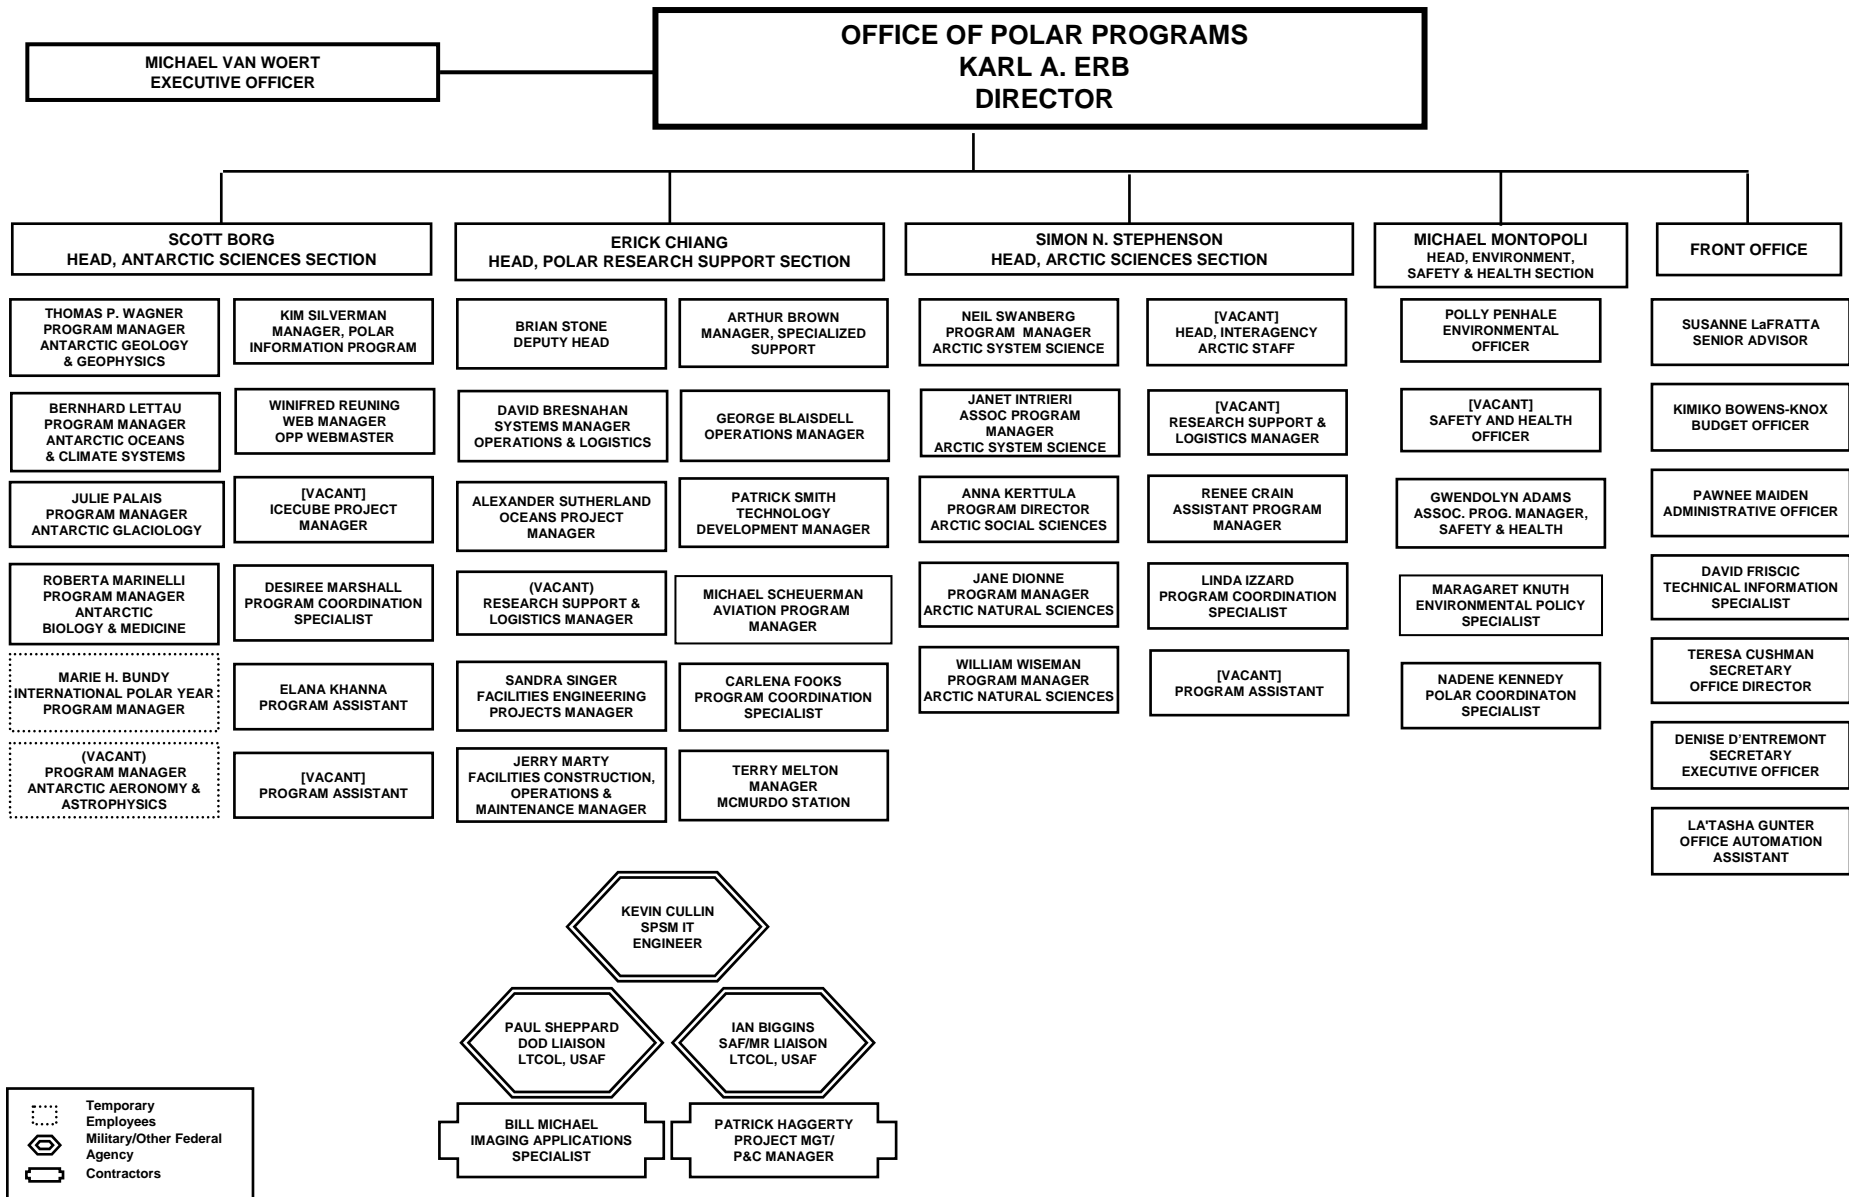 OFFICE OF POLAR PROGRAMS
KARL A. ERB
DIRECTOR
MICHAEL VAN WOERT
EXECUTIVE OFFICER
SCOTT BORG
HEAD, ANTARCTIC SCIENCES SECTION
THOMAS P. WAGNER
PROGRAM MANAGER
ANTARCTIC GEOLOGY
& GEOPHYSICS
BERNHARD LETTAU
PROGRAM MANAGER
ANTARCTIC OCEANS
& CLIMATE SYSTEMS
JULIE PALAIS
PROGRAM MANAGER
ANTARCTIC GLACIOLOGY
ROBERTA MARINELLI
PROGRAM MANAGER
ANTARCTIC
BIOLOGY & MEDICINE
MARIE H. BUNDY
INTERNATIONAL POLAR YEAR
PROGRAM MANAGER
(VACANT)
PROGRAM MANAGER
ANTARCTIC AERONOMY &
ASTROPHYSICS
KIM SILVERMAN
MANAGER, POLAR
INFORMATION PROGRAM
WINIFRED REUNING
WEB MANAGER
OPP WEBMASTER
[VACANT]
ICECUBE PROJECT
MANAGER
DESIREE MARSHALL
PROGRAM COORDINATION
SPECIALIST
ELANA KHANNA
PROGRAM ASSISTANT
[VACANT]
PROGRAM ASSISTANT
ERICK CHIANG
HEAD, POLAR RESEARCH SUPPORT SECTION
BRIAN STONE
DEPUTY HEAD
DAVID BRESNAHAN
SYSTEMS MANAGER
OPERATIONS & LOGISTICS
ALEXANDER SUTHERLAND
OCEANS PROJECT
MANAGER
(VACANT)
RESEARCH SUPPORT &
LOGISTICS MANAGER
SANDRA SINGER
FACILITIES ENGINEERING
PROJECTS MANAGER
JERRY MARTY
FACILITIES CONSTRUCTION,
OPERATIONS &
MAINTENANCE MANAGER
ARTHUR BROWN
MANAGER, SPECIALIZED
SUPPORT
GEORGE BLAISDELL
OPERATIONS MANAGER
PATRICK SMITH
TECHNOLOGY
DEVELOPMENT MANAGER
MICHAEL SCHEUERMAN
AVIATION PROGRAM
MANAGER
CARLENA FOOKS
PROGRAM COORDINATION
SPECIALIST
TERRY MELTON
MANAGER
MCMURDO STATION
SIMON N. STEPHENSON
HEAD, ARCTIC SCIENCES SECTION
NEIL SWANBERG
PROGRAM MANAGER
ARCTIC SYSTEM SCIENCE
JANET INTRIERI
ASSOC PROGRAM
MANAGER
ARCTIC SYSTEM SCIENCE
ANNA KERTTULA
PROGRAM DIRECTOR
ARCTIC SOCIAL SCIENCES
JANE DIONNE
PROGRAM MANAGER
ARCTIC NATURAL SCIENCES
WILLIAM WISEMAN
PROGRAM MANAGER
ARCTIC NATURAL SCIENCES
[VACANT]
HEAD, INTERAGENCY
ARCTIC STAFF
[VACANT]
RESEARCH SUPPORT &
LOGISTICS MANAGER
RENEE CRAIN
ASSISTANT PROGRAM
MANAGER
LINDA IZZARD
PROGRAM COORDINATION
SPECIALIST
[VACANT]
PROGRAM ASSISTANT
MICHAEL MONTOPOLI
HEAD, ENVIRONMENT,
SAFETY & HEALTH SECTION
POLLY PENHALE
ENVIRONMENTAL
OFFICER
[VACANT]
SAFETY AND HEALTH
OFFICER
GWENDOLYN ADAMS
ASSOC. PROG. MANAGER,
SAFETY & HEALTH
MARAGARET KNUTH
ENVIRONMENTAL POLICY
SPECIALIST
NADENE KENNEDY
POLAR COORDINATON
SPECIALIST
FRONT OFFICE
SUSANNE LaFRATTA
SENIOR ADVISOR
KIMIKO BOWENS-KNOX
BUDGET OFFICER
PAWNEE MAIDEN
ADMINISTRATIVE OFFICER
DAVID FRISCIC
TECHNICAL INFORMATION
SPECIALIST
TERESA CUSHMAN
SECRETARY
OFFICE DIRECTOR
DENISE D’ENTREMONT
SECRETARY
EXECUTIVE OFFICER
LA'TASHA GUNTER
OFFICE AUTOMATION
ASSISTANT
KEVIN CULLIN
SPSM IT
ENGINEER
PAUL SHEPPARD
DOD LIAISON
LTCOL, USAF
IAN BIGGINS
SAF/MR LIAISON
LTCOL, USAF
BILL MICHAEL
IMAGING APPLICATIONS
SPECIALIST
PATRICK HAGGERTY
PROJECT MGT/
P&C MANAGER
Temporary
Employees
Military/Other Federal
Agency
Contractors